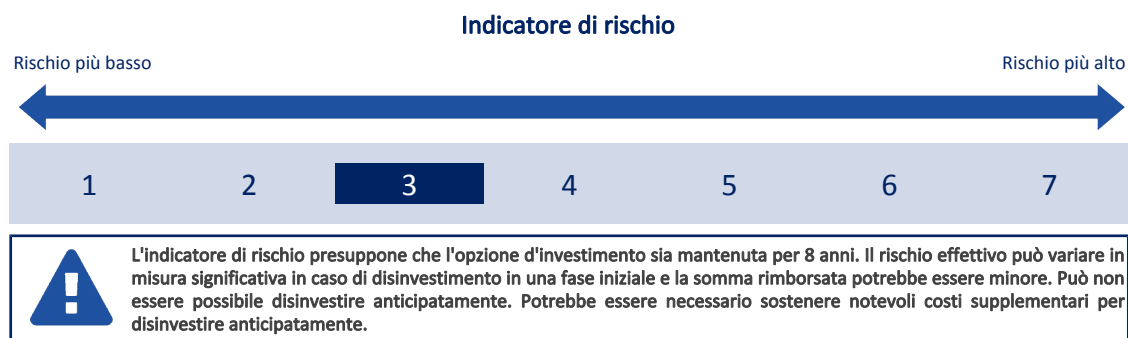 Indicatore di rischio
Rischio più basso
Rischio più alto
1 2 3 4 5 6 7
L'indicatore di rischio presuppone che l'opzione d'investimento sia mantenuta per 8 anni. Il rischio effettivo può variare in
misura significativa in caso di disinvestimento in una fase iniziale e la somma rimborsata potrebbe essere minore. Può non
essere possibile disinvestire anticipatamente. Potrebbe essere necessario sostenere notevoli costi supplementari per
disinvestire anticipatamente.